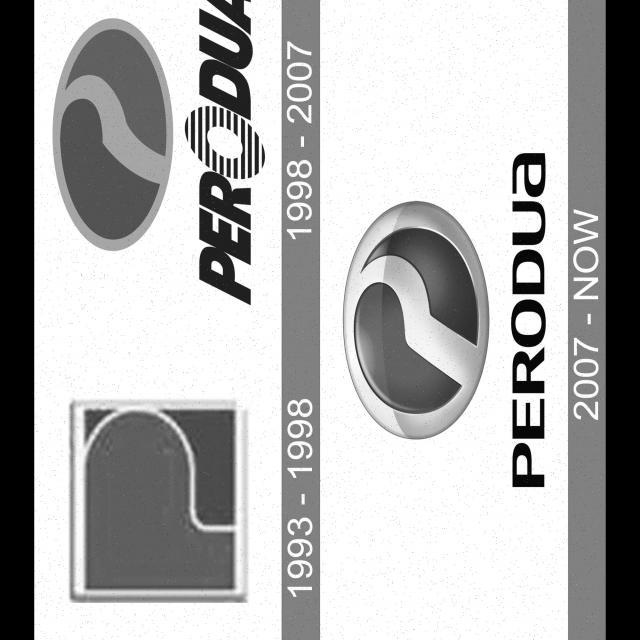 PERODUA
1993 - 1998
1998 - 2007
PERODUa
2007 - NOW